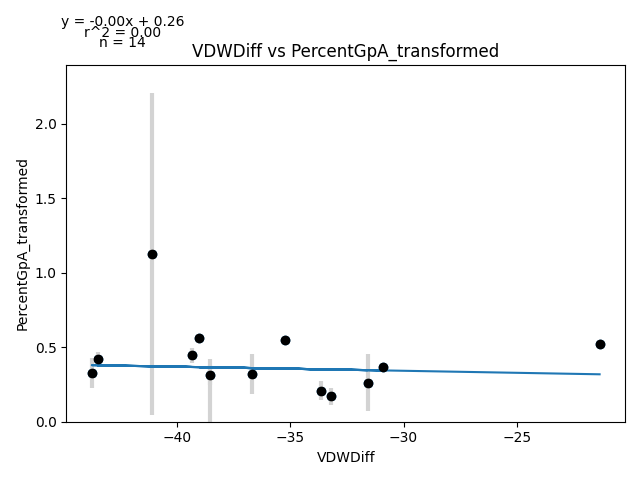 y = -0.00x + 0.26
r^2 = 0.00
n = 14
VDWDiff vs PercentGpA_transformed
PercentGpA_transformed
2.0
1.5
1.0
0.5
0.0
−40
−35
−30
−25
VDWDiff